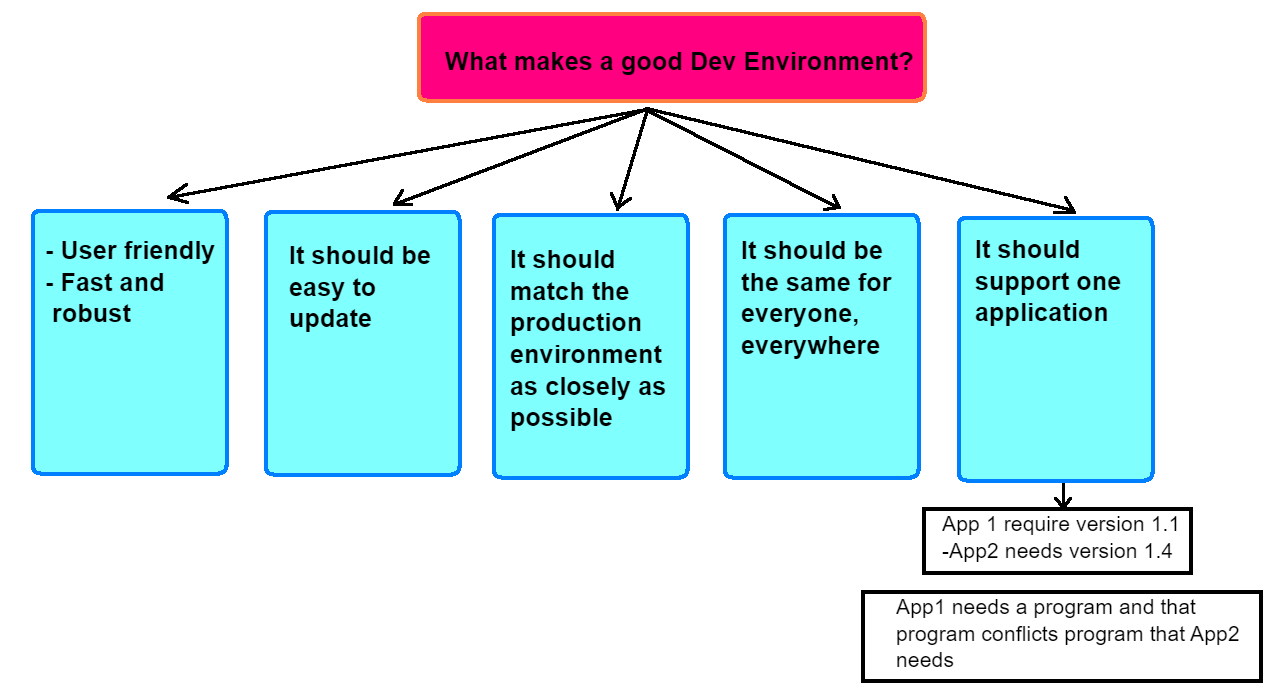 What makes a good Dev Environment?
- User friendly
- Fast and
robust
It should be
easy to
update
It should
match the
production
environment
as closely as
possible
It should be
the same for
everyone,
everywhere
It should
support one
application
App 1 require version 1.1
-App2 needs version 1.4
App1 needs a program and that
program conflicts program that App2
needs